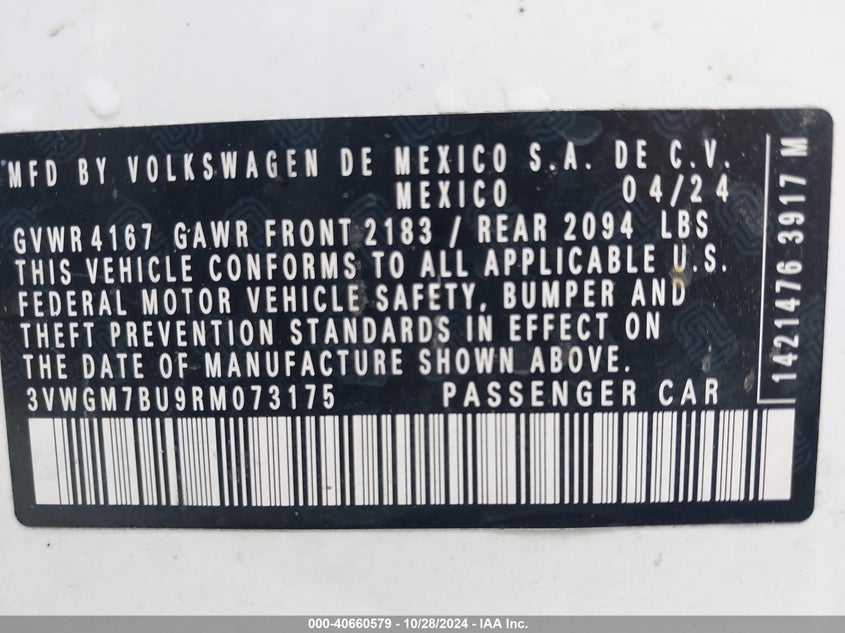 MFD BY VOLKSWAGEN DE MEXICO S.A. DE C.V.
MEXICO 04/24
GVWR 4167 GAWR FRONT 2183 / REAR 2094 LBS
THIS VEHICLE CONFORMS TO ALL APPLICABLE U.S.
FEDERAL MOTOR VEHICLE SAFETY, BUMPER AND
THEFT PREVENTION STANDARDS IN EFFECT ON
THE DATE OF MANUFACTURE SHOWN ABOVE.
3VWGM7BU9RM073175 PASSENGER CAR
1421476 3917 M
000-40660579 - 10/28/2024 - IAA Inc.